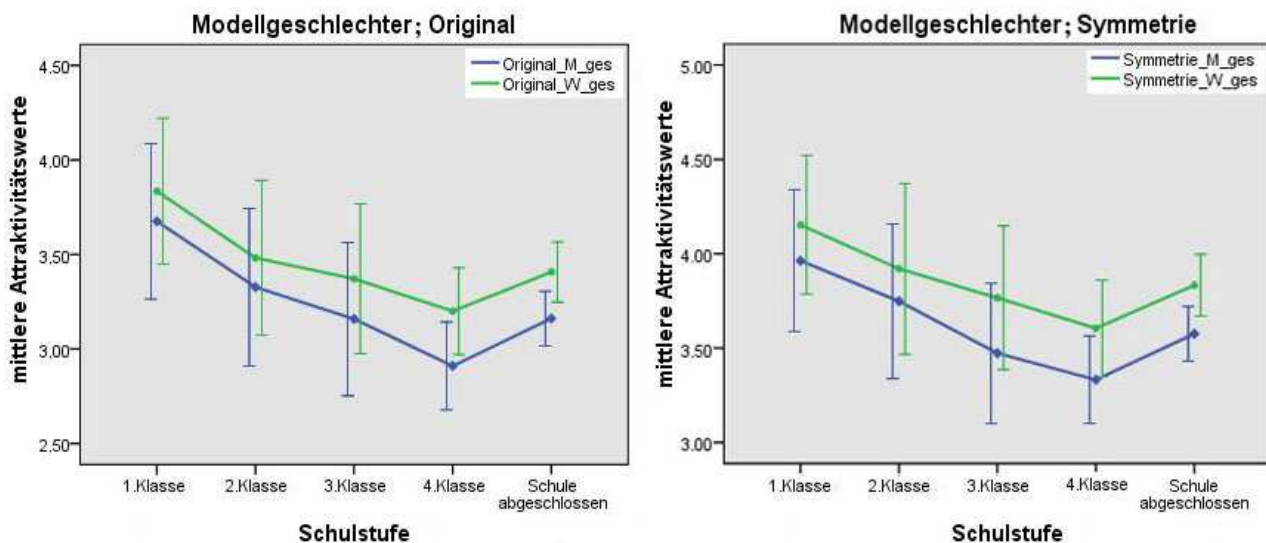 Modellgeschlechter; Original
mittlere Attraktivitätswerte
4.50
4.00
3.50
3.00
2.50
Original_M_ges
Original_W_ges
1.Klasse
2.Klasse
3.Klasse
4.Klasse
Schule
abgeschlossen
Schulstufe
Modellgeschlechter; Symmetrie
mittlere Attraktivitätswerte
5.00
4.50
4.00
3.50
3.00
Symmetrie_M_ges
Symmetrie_W_ges
1.Klasse
2.Klasse
3.Klasse
4.Klasse
Schule
abgeschlossen
Schulstufe